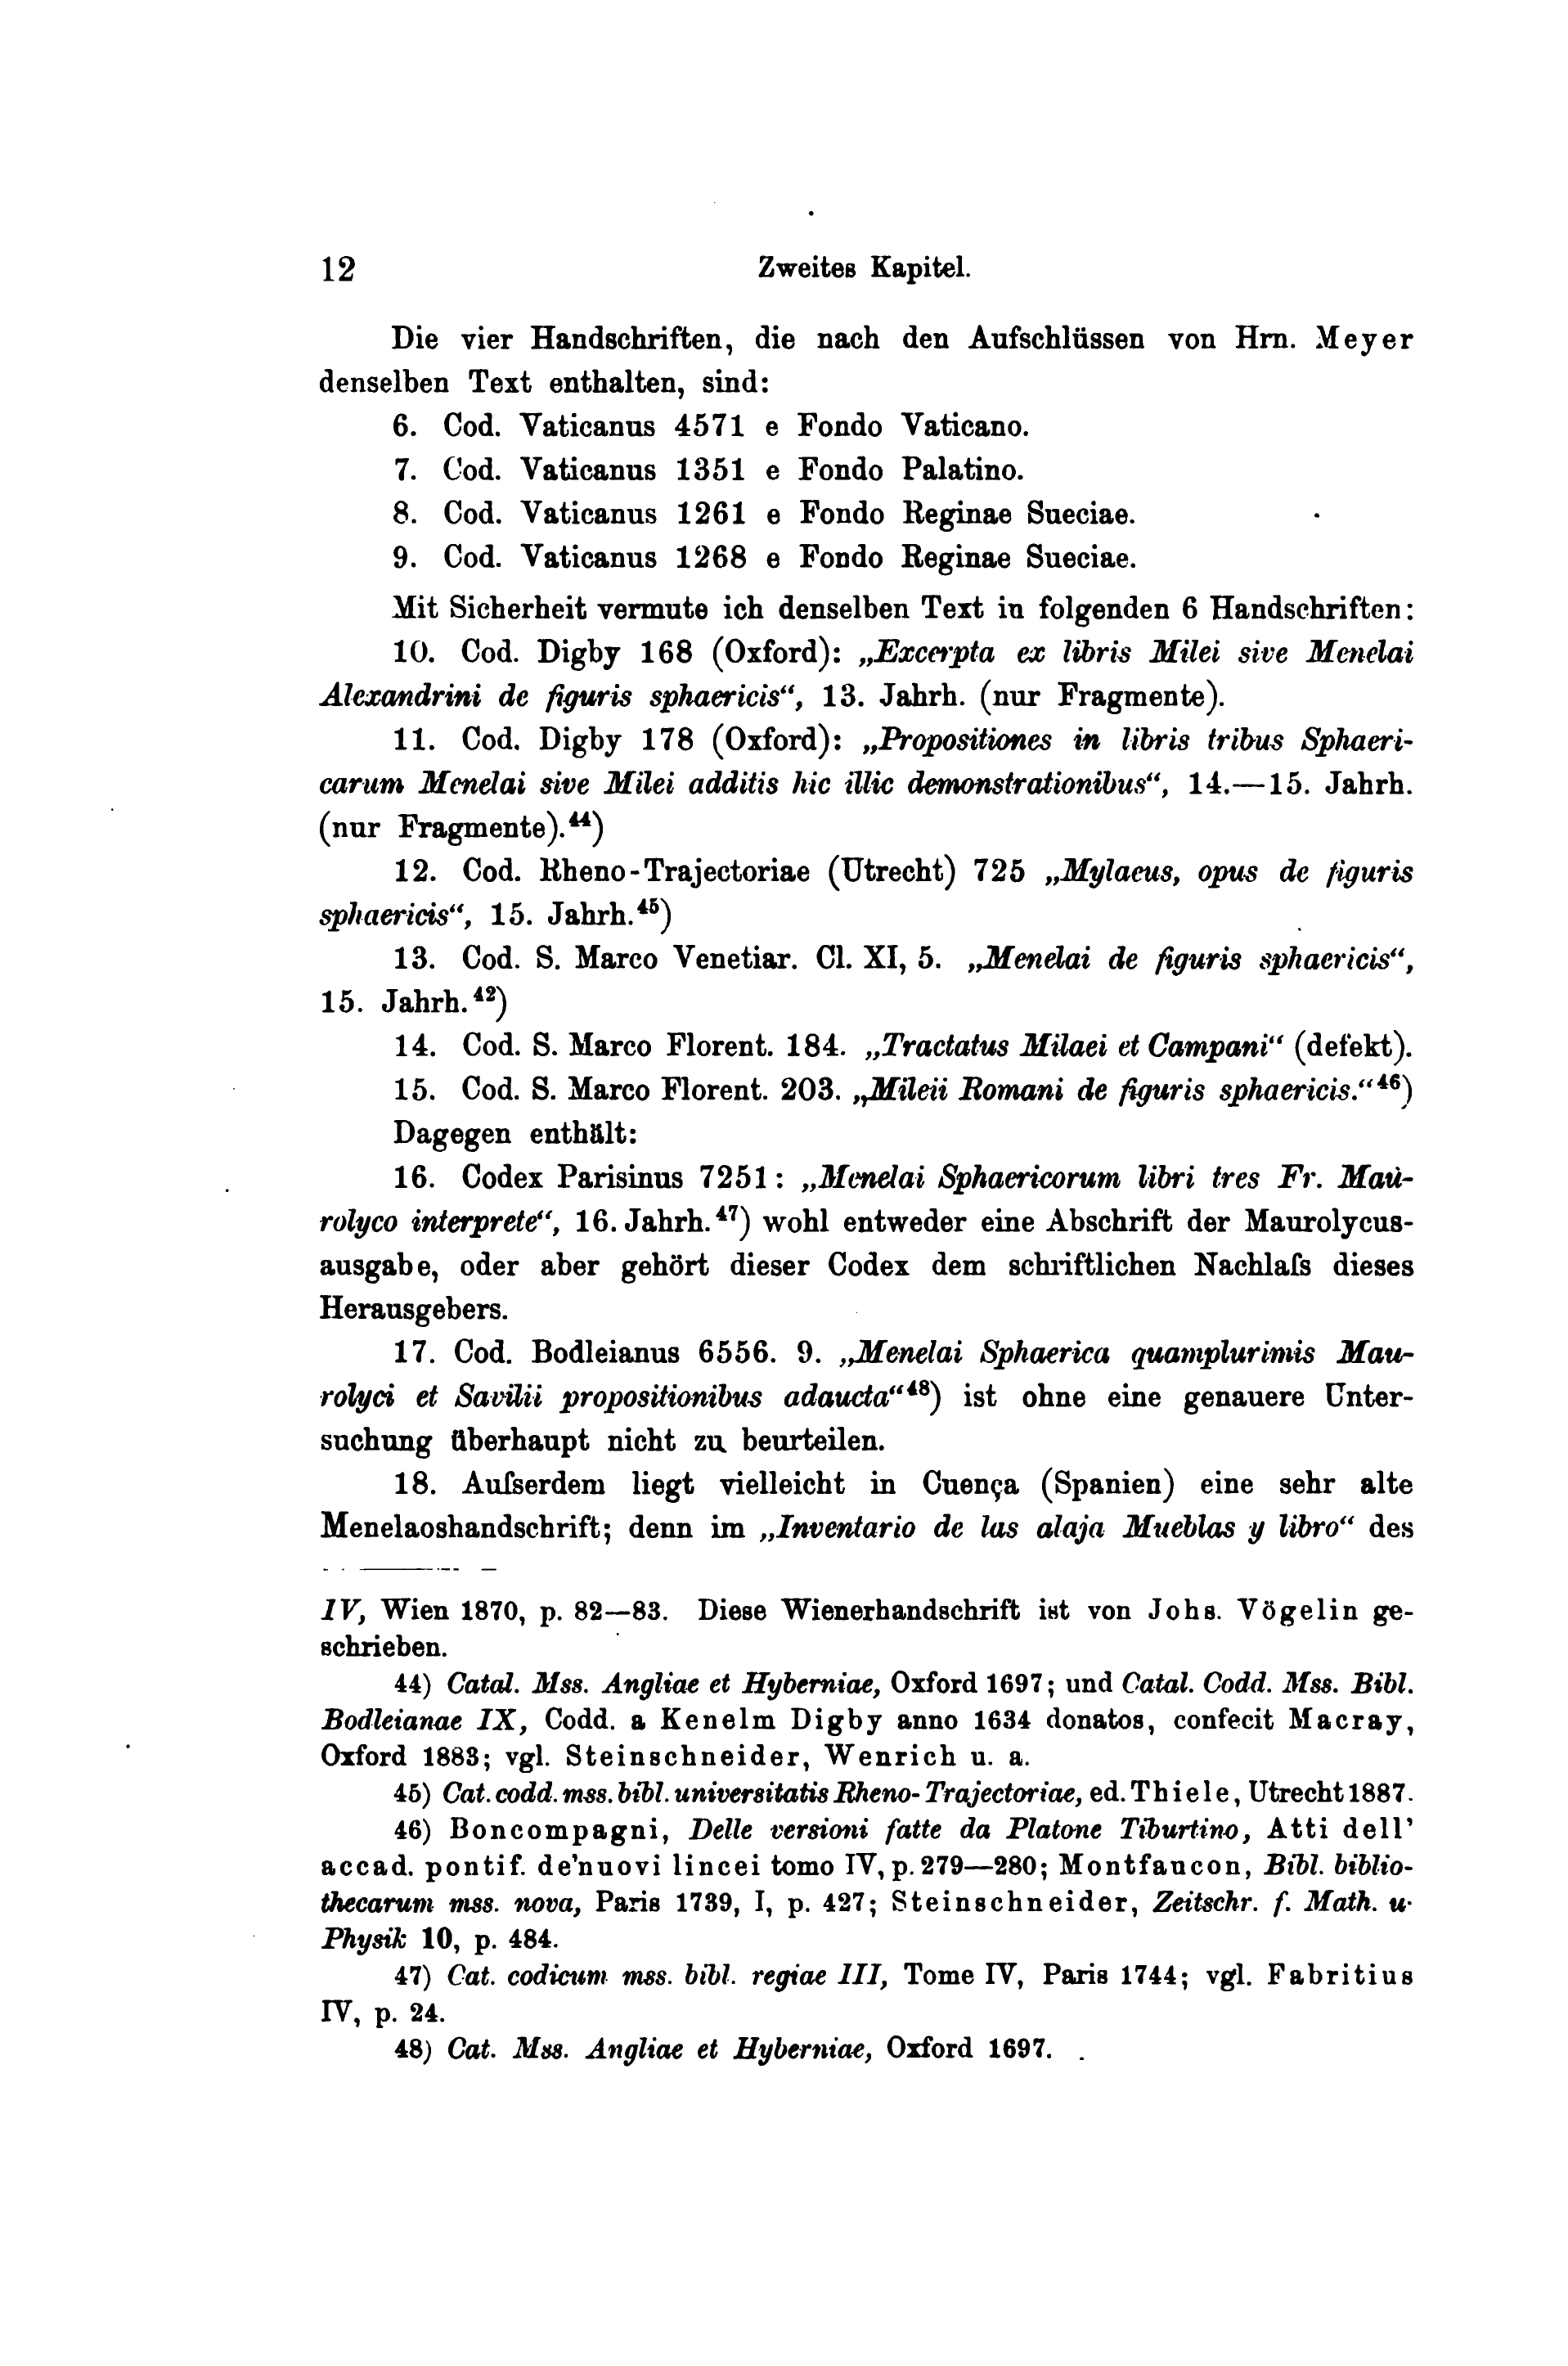 12 Zweites Kapitel.
Die vier Handschriften, die nach den Aufschlüssen von Hrn. Meyer
denselben Text enthalten, sind:
6. Cod. Vaticanus 4571 e Fondo Vaticano.
7. Cod. Vaticanus 1351 e Fondo Palatino.
8. Cod. Vaticanus 1261 e Fondo Reginae Sueciae.
9. Cod. Vaticanus 1268 e Fondo Reginae Sueciae.
Mit Sicherheit vermute ich denselben Text in folgenden 6 Handschriften:
10. Cod. Digby 168 (Oxford): „Excerpta ex libris Milei sive Menelai
Alexandrini de figuris sphaericis“, 13. Jahrh. (nur Fragmente).
11. Cod. Digby 178 (Oxford): „Propositiones in libris tribus Sphaeri-
carum Menelai sive Milei additis hic illic demonstrationibus“, 14.—15. Jahrh.
(nur Fragmente).⁴⁴)
12. Cod. Rheno-Trajectoriae (Utrecht) 725 „Mylaeus, opus de figuris
sphaericis“, 15. Jahrh.⁴⁵)
13. Cod. S. Marco Venetiar. Cl. XI, 5. „Menelai de figuris sphaericis“,
15. Jahrh.⁴²)
14. Cod. S. Marco Florent. 184. „Tractatus Milaei et Campani“ (defekt).
15. Cod. S. Marco Florent. 203. „Mileii Romani de figuris sphaericis.“⁴⁶)
Dagegen enthält:
16. Codex Parisinus 7251: „Menelai Sphaericorum libri tres Fr. Mau-
rolyco interprete“, 16. Jahrh.⁴⁷) wohl entweder eine Abschrift der Maurolycus-
ausgabe, oder aber gehört dieser Codex dem schriftlichen Nachlaſs dieses
Herausgebers.
17. Cod. Bodleianus 6556. 9. „Menelai Sphaerica quamplurimis Mau-
rolyci et Savilii propositionibus adaucta“⁴⁸) ist ohne eine genauere Unter-
suchung überhaupt nicht zu beurteilen.
18. Auſserdem liegt vielleicht in Cuença (Spanien) eine sehr alte
Menelaoshandschrift; denn im „Inventario de las alaja Mueblas y libro“ des
IV, Wien 1870, p. 82—83. Diese Wienerhandschrift ist von Johs. Vögelin ge-
schrieben.
44) Catal. Mss. Angliae et Hyberniae, Oxford 1697; und Catal. Codd. Mss. Bibl.
Bodleianae IX, Codd. a Kenelm Digby anno 1634 donatos, confecit Macray,
Oxford 1883; vgl. Steinschneider, Wenrich u. a.
45) Cat. codd. mss. bibl. universitatis Rheno-Trajectoriae, ed. Thiele, Utrecht 1887.
46) Boncompagni, Delle versioni fatte da Platone Tiburtino, Atti dell'
accad. pontif. de'nuovi lincei tomo IV, p. 279—280; Montfaucon, Bibl. biblio-
thecarum mss. nova, Paris 1739, I, p. 427; Steinschneider, Zeitschr. f. Math. u.
Physik 10, p. 484.
47) Cat. codicum mss. bibl. regiae III, Tome IV, Paris 1744; vgl. Fabritius
IV, p. 24.
48) Cat. Mss. Angliae et Hyberniae, Oxford 1697.